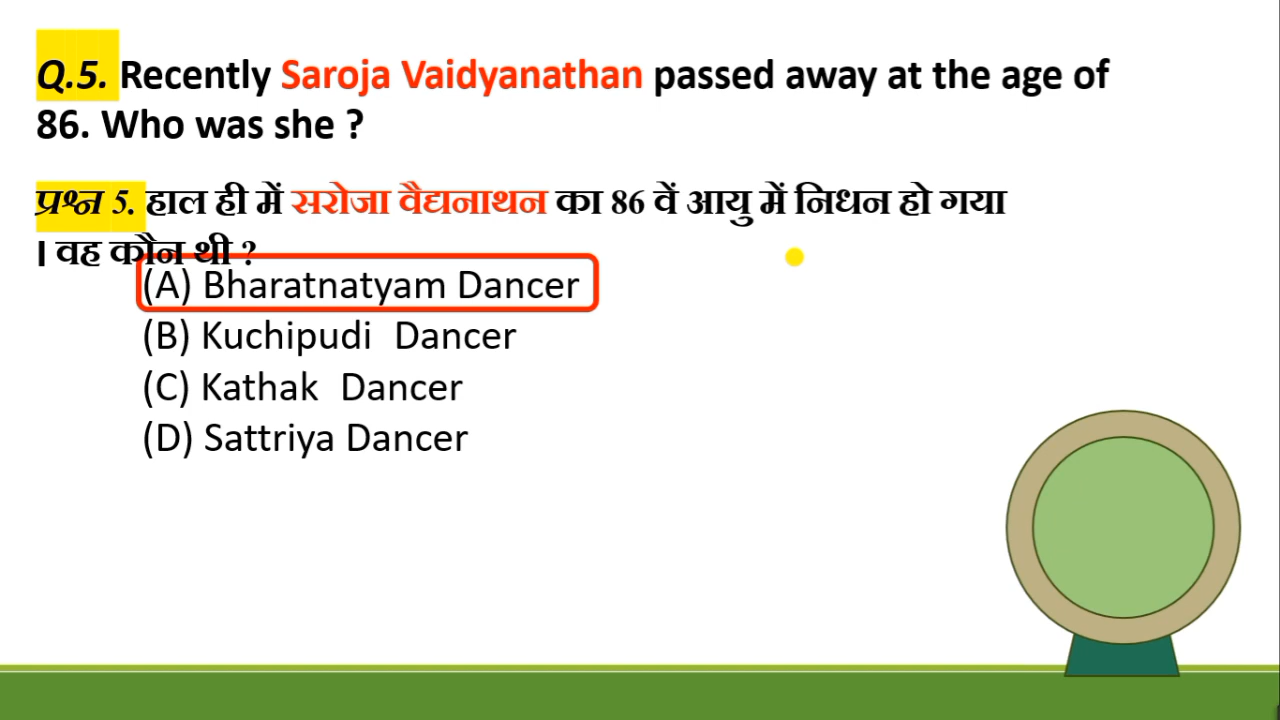 Q.5. Recently Saroja Vaidyanathan passed away at the age of
86. Who was she ?
प्रश्न 5. हाल ही में सरोजा वैद्यनाथन का 86 वें आयु में निधन हो गया
। वह कौन थी ?
(A) Bharatnatyam Dancer
(B) Kuchipudi  Dancer
(C) Kathak  Dancer
(D) Sattriya Dancer